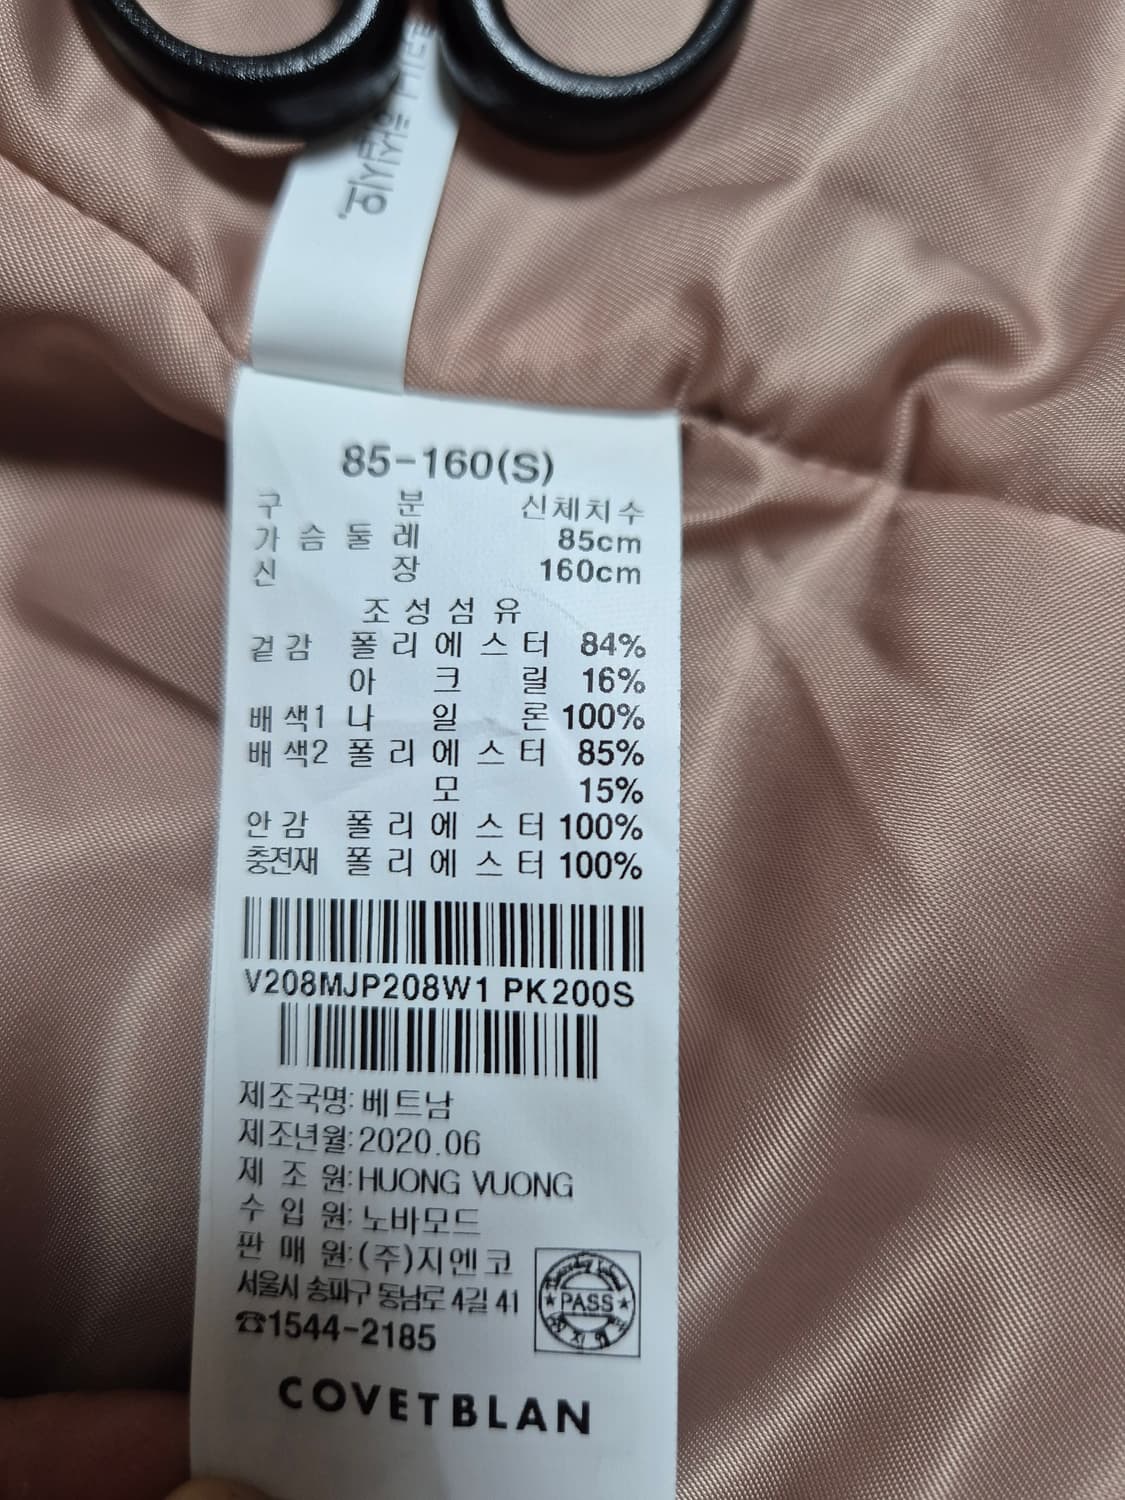 하십시오.
85-160(S)
구 분 신체치수
가슴둘레 85cm
신 장 160cm
조성섬유
겉감 폴리에스터 84%
아크릴 16%
배색1 나일론 100%
배색2 폴리에스터 85%
모 15%
안감 폴리에스터 100%
충전재 폴리에스터 100%
V208MJP208W1 PK200S
제조국명: 베트남
제조년월: 2020.06
제 조 원: HUONG VUONG
수 입 원: 노바모드
판 매 원: (주)지엔코
서울시 송파구 동남로 4길 41
☎1544-2185
★ PASS ★
COVETBLAN